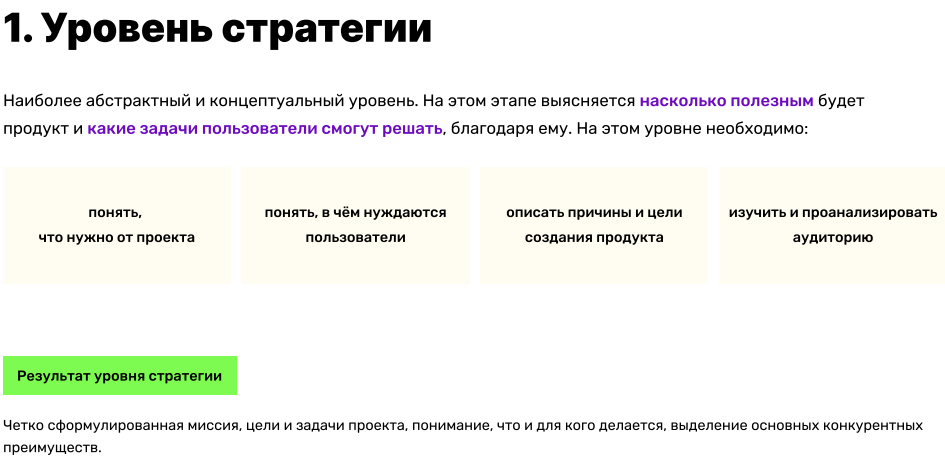 1. Уровень стратегии
Наиболее абстрактный и концептуальный уровень. На этом этапе выясняется насколько полезным будет
продукт и какие задачи пользователи смогут решать, благодаря ему. На этом уровне необходимо:
понять,
что нужно от проекта
понять, в чём нуждаются
пользователи
описать причины и цели
создания продукта
изучить и проанализировать
аудиторию
Результат уровня стратегии
Четко сформулированная миссия, цели и задачи проекта, понимание, что и для кого делается, выделение основных конкурентных
преимуществ.